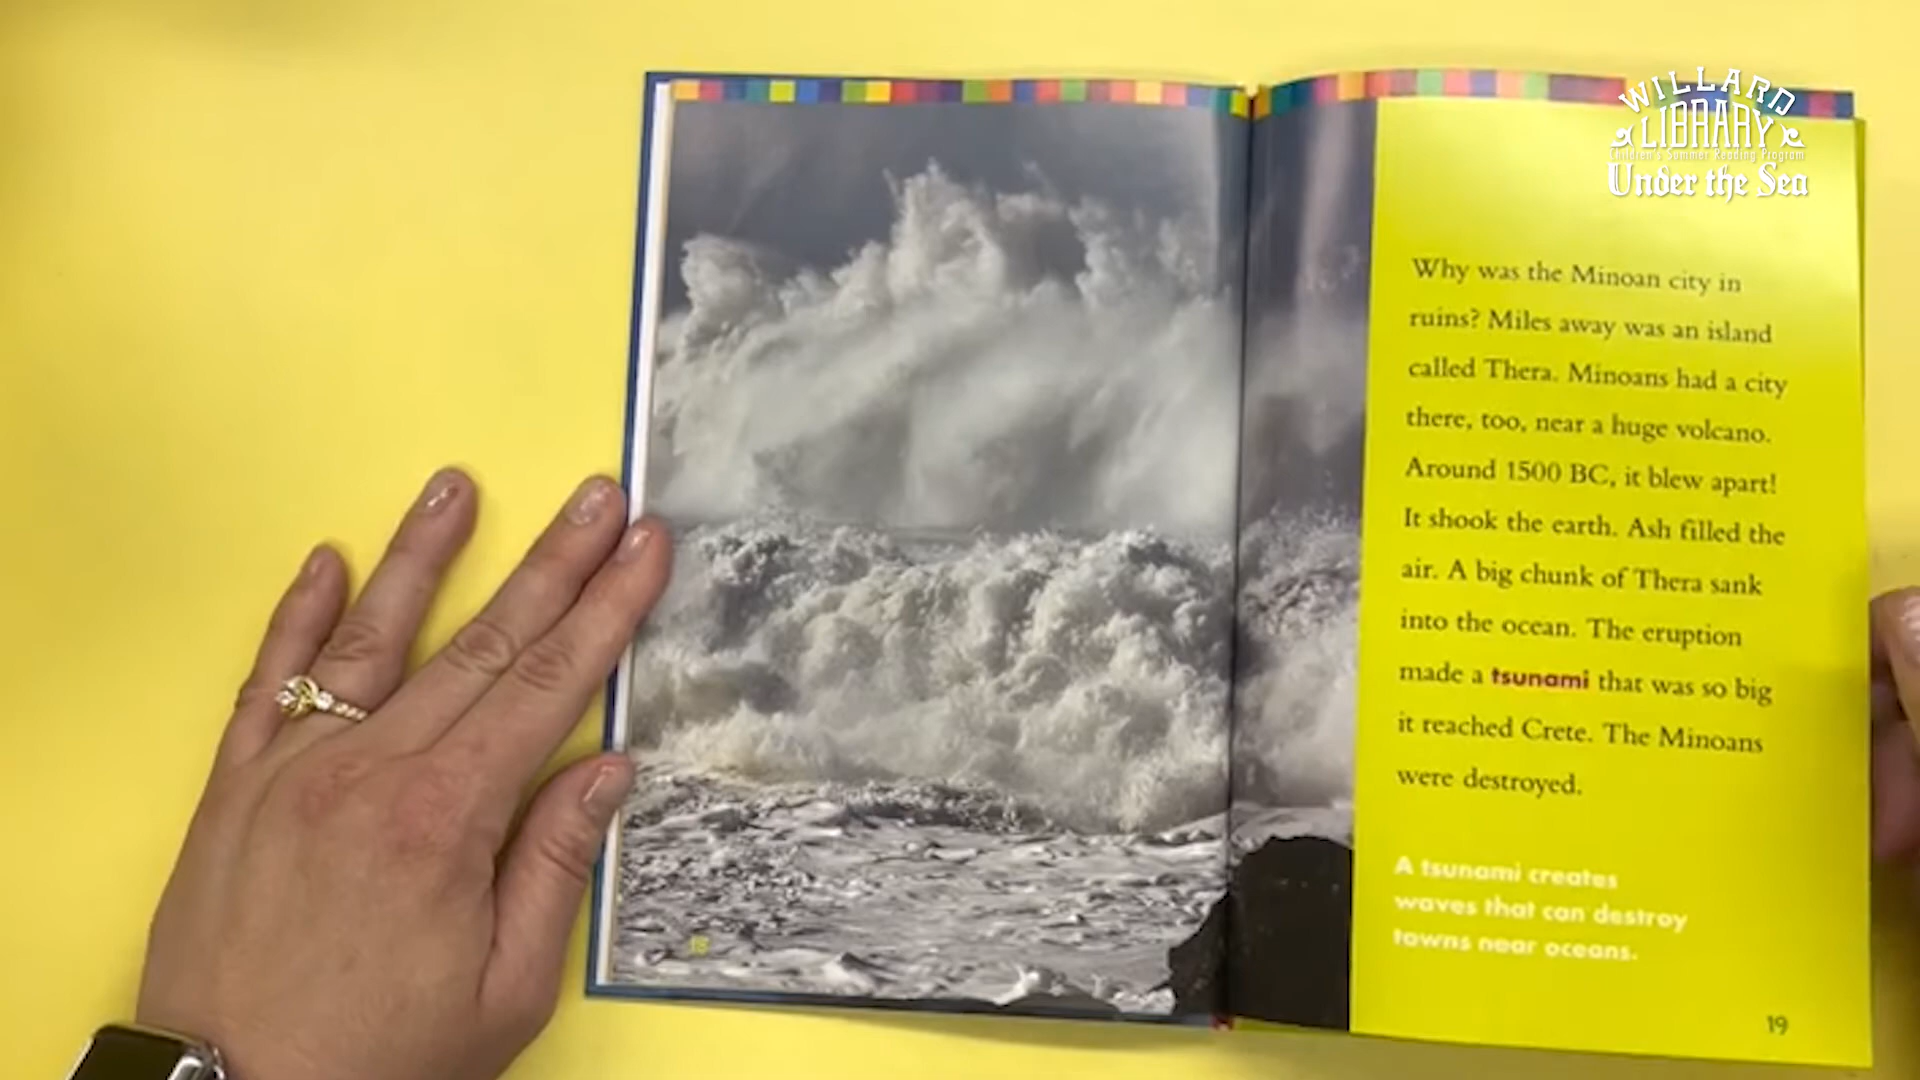 WILLARD
LIBRARY
Children's Summer Reading Program
Under the Sea
Why was the Minoan city in
ruins? Miles away was an island
called Thera. Minoans had a city
there, too, near a huge volcano.
Around 1500 BC, it blew apart!
It shook the earth. Ash filled the
air. A big chunk of Thera sank
into the ocean. The eruption
made a tsunami that was so big
it reached Crete. The Minoans
were destroyed.
A tsunami creates
waves that can destroy
towns near oceans.
18
19